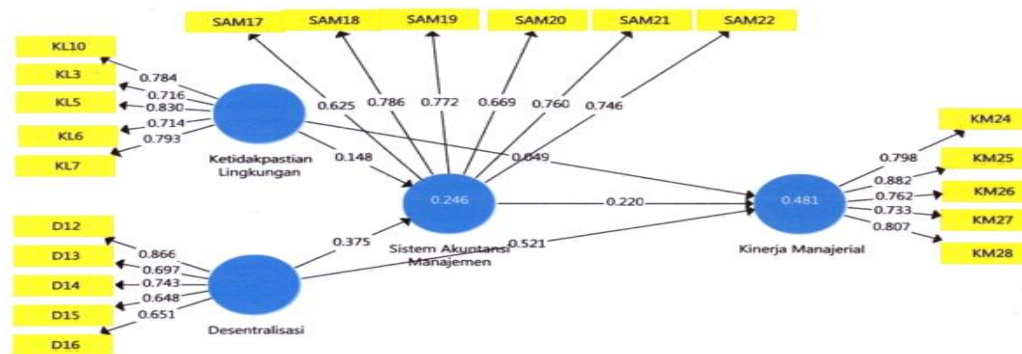 SAM17 SAM18 SAM19 SAM20 SAM21 SAM22
KL10
KL3
KL5
KL6
KL7
0.784
0.716
0.830
0.714
0.793
0.625 0.786 0.772 0.669 0.760 0.746
Ketidakpastian
Lingkungan
0.148
0.049
0.246
0.220
0.481
Sistem Akuntansi
Manajemen
Kinerja Manajerial
KM24
KM25
KM26
KM27
KM28
0.798
0.882
0.762
0.733
0.807
D12
D13
D14
D15
D16
0.866
0.697
0.743
0.648
0.651
0.375
0.521
Desentralisasi